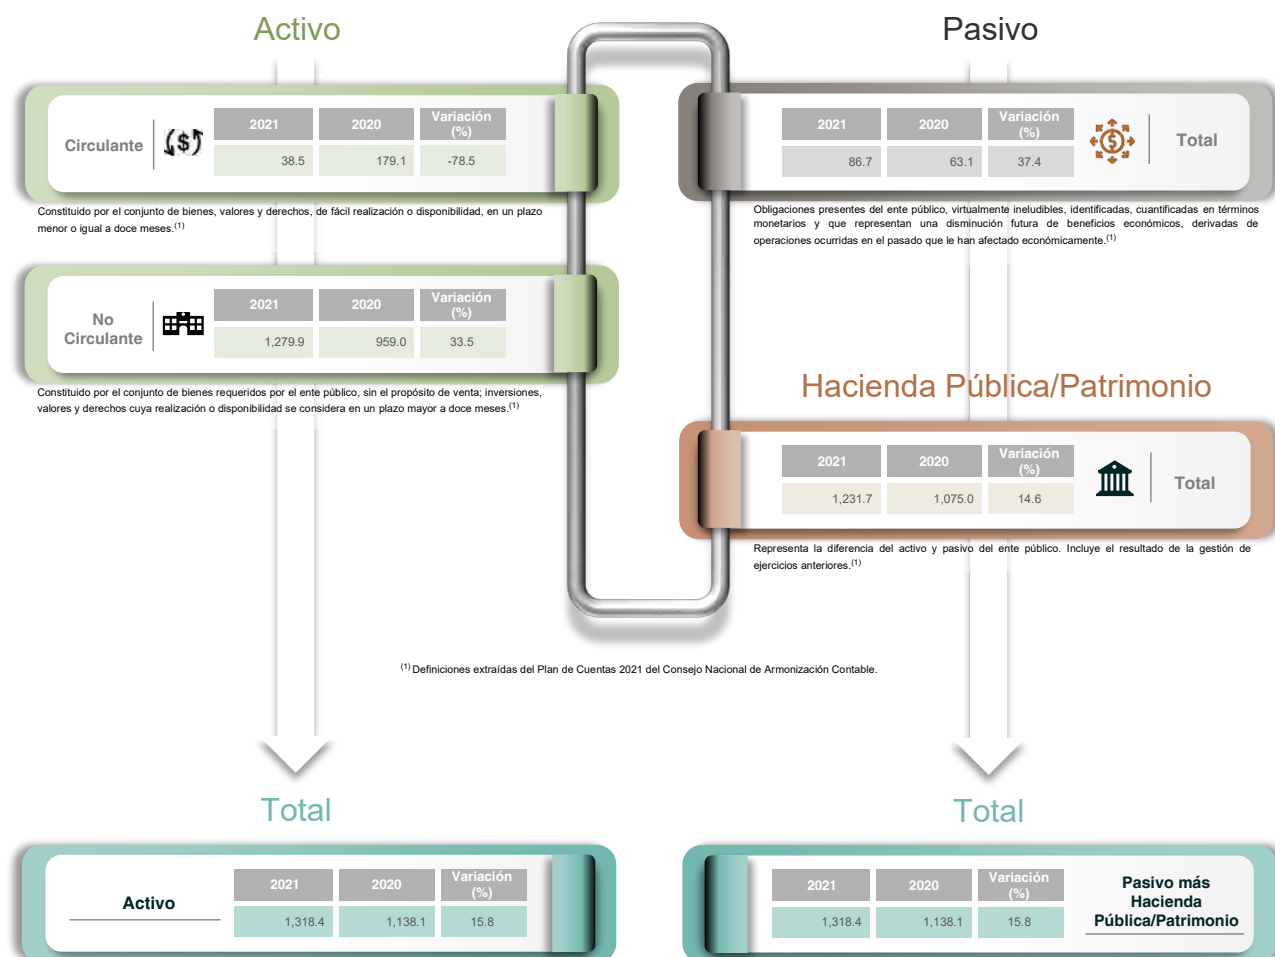 Activo
Circulante
2021 2020 Variación (%)
38.5 179.1 -78.5
Constituido por el conjunto de bienes, valores y derechos, de fácil realización o disponibilidad, en un plazo
menor o igual a doce meses.(1)
No
Circulante
2021 2020 Variación (%)
1,279.9 959.0 33.5
Constituido por el conjunto de bienes requeridos por el ente público, sin el propósito de venta; inversiones,
valores y derechos cuya realización o disponibilidad se considera en un plazo mayor a doce meses.(1)
Pasivo
2021 2020 Variación (%)
86.7 63.1 37.4
Total
Obligaciones presentes del ente público, virtualmente ineludibles, identificadas, cuantificadas en términos
monetarios y que representan una disminución futura de beneficios económicos, derivadas de
operaciones ocurridas en el pasado que le han afectado económicamente.(1)
Hacienda Pública/Patrimonio
2021 2020 Variación (%)
1,231.7 1,075.0 14.6
Total
Representa la diferencia del activo y pasivo del ente público. Incluye el resultado de la gestión de
ejercicios anteriores.(1)
(1) Definiciones extraídas del Plan de Cuentas 2021 del Consejo Nacional de Armonización Contable.
Total
Activo
2021 2020 Variación (%)
1,318.4 1,138.1 15.8
Total
2021 2020 Variación (%)
1,318.4 1,138.1 15.8
Pasivo más
Hacienda
Pública/Patrimonio